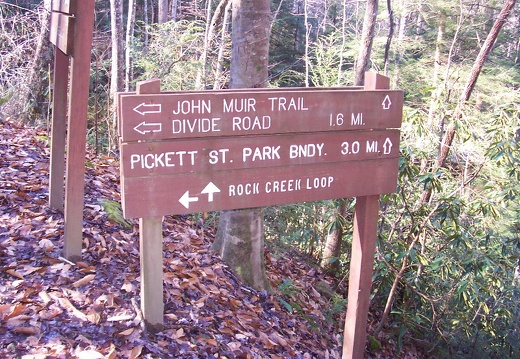 JOHN MUIR TRAIL
DIVIDE ROAD 1.6 MI.
PICKETT ST. PARK BNDY. 3.0 MI.
ROCK CREEK LOOP